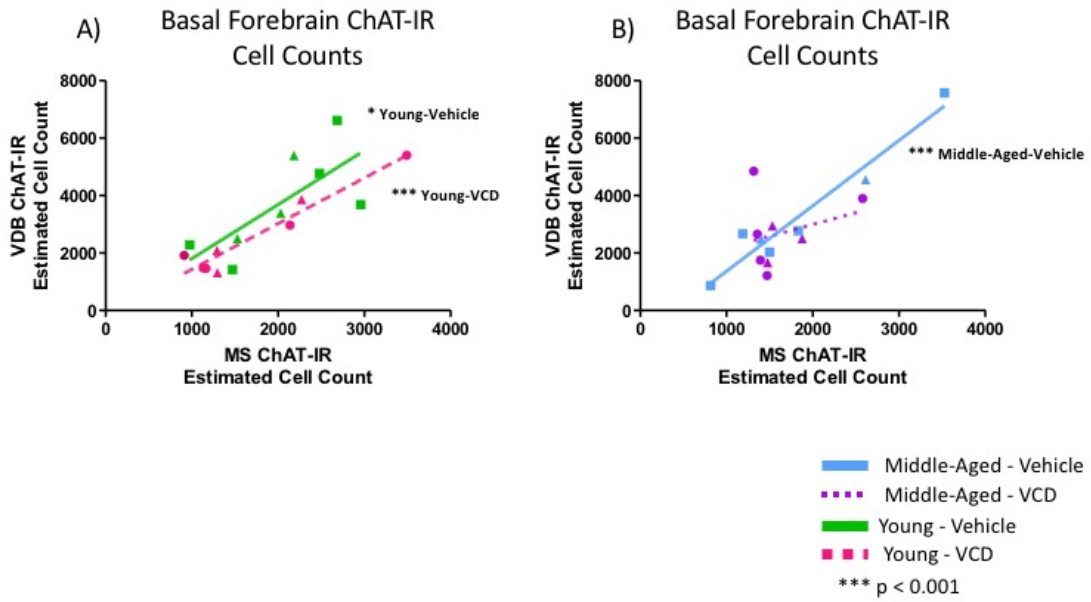 A)
Basal Forebrain ChAT-IR
Cell Counts
VDB ChAT-IR
Estimated Cell Count
8000
6000
4000
2000
0
0 1000 2000 3000 4000
MS ChAT-IR
Estimated Cell Count
* Young-Vehicle
*** Young-VCD
B)
Basal Forebrain ChAT-IR
Cell Counts
VDB ChAT-IR
Estimated Cell Count
8000
6000
4000
2000
0
0 1000 2000 3000 4000
MS ChAT-IR
Estimated Cell Count
*** Middle-Aged-Vehicle
Middle-Aged - Vehicle
Middle-Aged - VCD
Young - Vehicle
Young - VCD
*** p < 0.001